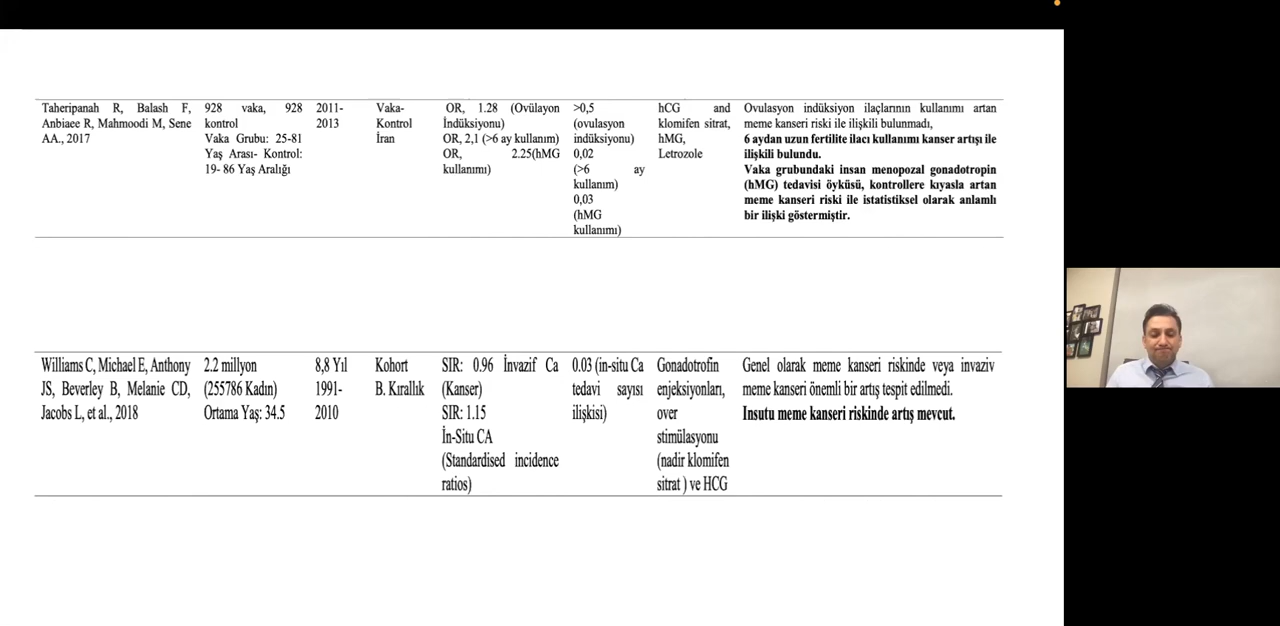 Taheripanah R, Balash F, Anbiaee R, Mahmoodi M, Sene AA., 2017
928 vaka, 928 kontrol
Vaka Grubu: 25-81 Yaş Arası- Kontrol: 19- 86 Yaş Aralığı
2011-2013
Vaka-Kontrol
İran
OR, 1.28 (Ovülayon İndüksiyonu)
OR, 2,1 (>6 ay kullanım)
OR, 2.25(hMG kullanımı)
>0,5
(ovulasyon indüksiyonu)
0,02
(>6 ay kullanım)
0,03
(hMG kullanımı)
hCG and klomifen sitrat, hMG, Letrozole
Ovulasyon indüksiyon ilaçlarının kullanımı artan meme kanseri riski ile ilişkili bulunmadı,
6 aydan uzun fertilite ilacı kullanımı kanser artışı ile ilişkili bulundu.
Vaka grubundaki insan menopozal gonadotropin (hMG) tedavisi öyküsü, kontrollere kıyasla artan meme kanseri riski ile istatistiksel olarak anlamlı bir ilişki göstermiştir.
Williams C, Michael E, Anthony JS, Beverley B, Melanie CD, Jacobs L, et al., 2018
2.2 millyon
(255786 Kadın)
Ortama Yaş: 34.5
8,8 Yıl
1991-2010
Kohort
B. Kırallık
SIR: 0.96 İnvazif Ca (Kanser)
SIR: 1.15
İn-Situ CA
(Standardised incidence ratios)
0.03 (in-situ Ca tedavi sayısı ilişkisi)
Gonadotrofin enjeksiyonları, over stimülasyonu (nadir klomifen sitrat ) ve HCG
Genel olarak meme kanseri riskinde veya invaziv meme kanseri önemli bir artış tespit edilmedi.
Insutu meme kanseri riskinde artış mevcut.